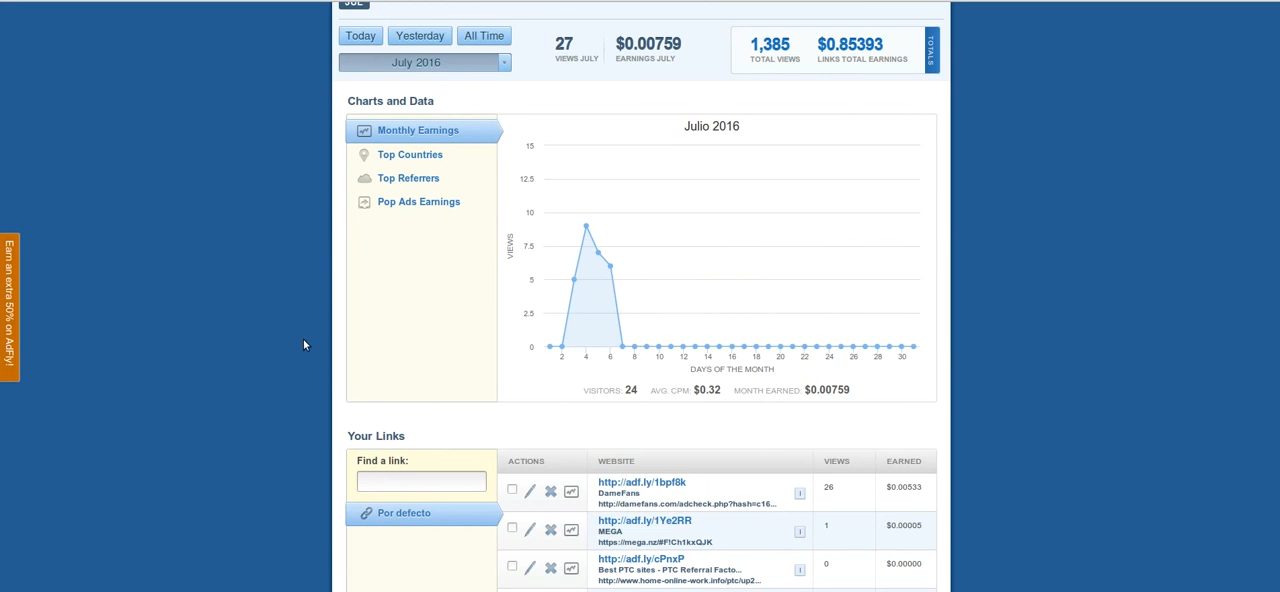 JUL
Today Yesterday All Time
July 2016
27
VIEWS JULY
$0.00759
EARNINGS JULY
1,385
TOTAL VIEWS
$0.85393
LINKS TOTAL EARNINGS
TOTALS
Charts and Data
Monthly Earnings
Top Countries
Top Referrers
Pop Ads Earnings
Julio 2016
15
12.5
10
7.5
5
2.5
0
VIEWS
2 4 6 8 10 12 14 16 18 20 22 24 26 28 30
DAYS OF THE MONTH
VISITORS: 24 AVG. CPM: $0.32 MONTH EARNED: $0.00759
Earn an extra 50% on AdFly!
Your Links
Find a link:
Por defecto
ACTIONS WEBSITE VIEWS EARNED
http://adf.ly/1bpf8k
DameFans
http://damefans.com/adcheck.php?hash=c16...
26 $0.00533
http://adf.ly/1Ye2RR
MEGA
https://mega.nz/#F!Ch1kxQJK
1 $0.00005
http://adf.ly/cPnxP
Best PTC sites - PTC Referral Facto...
http://www.home-online-work.info/ptc/up2...
0 $0.00000